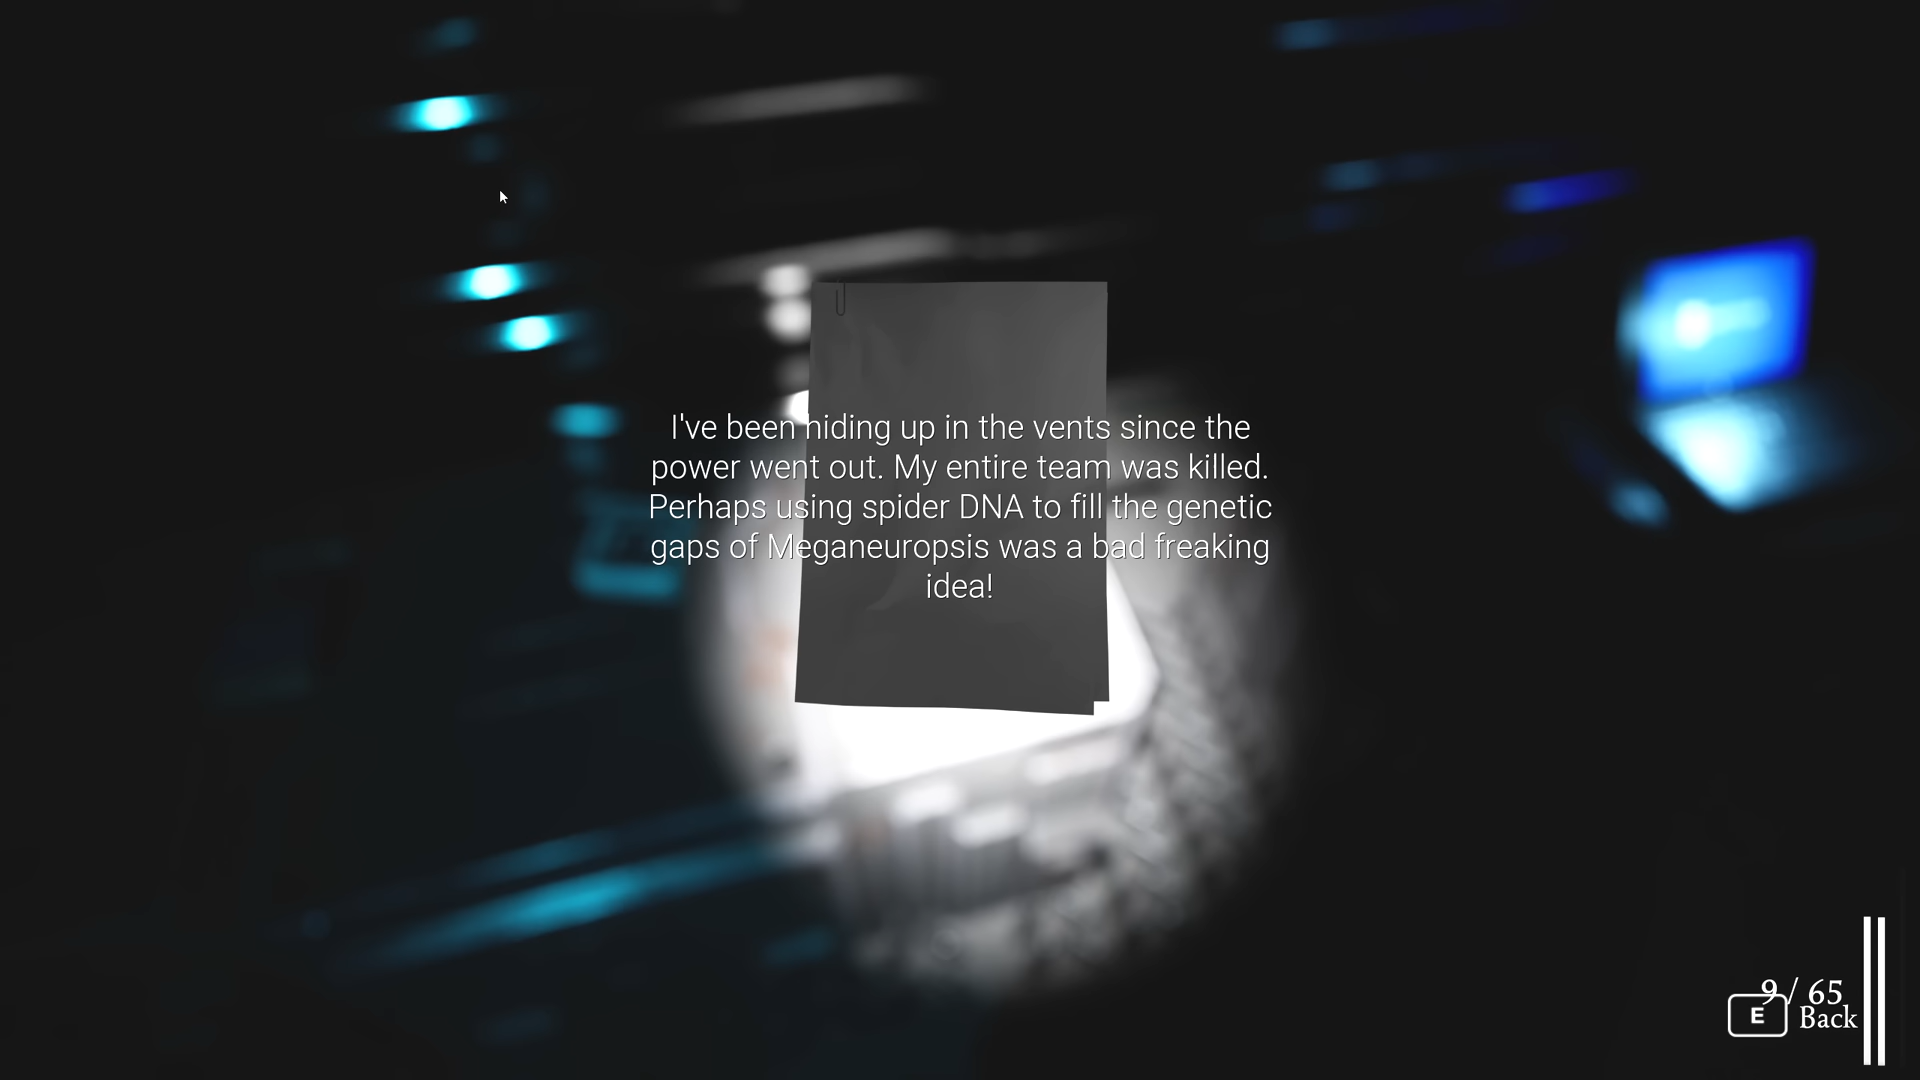 I've been hiding up in the vents since the
power went out. My entire team was killed.
Perhaps using spider DNA to fill the genetic
gaps of Meganeuropsis was a bad freaking
idea!
9 / 65
E Back